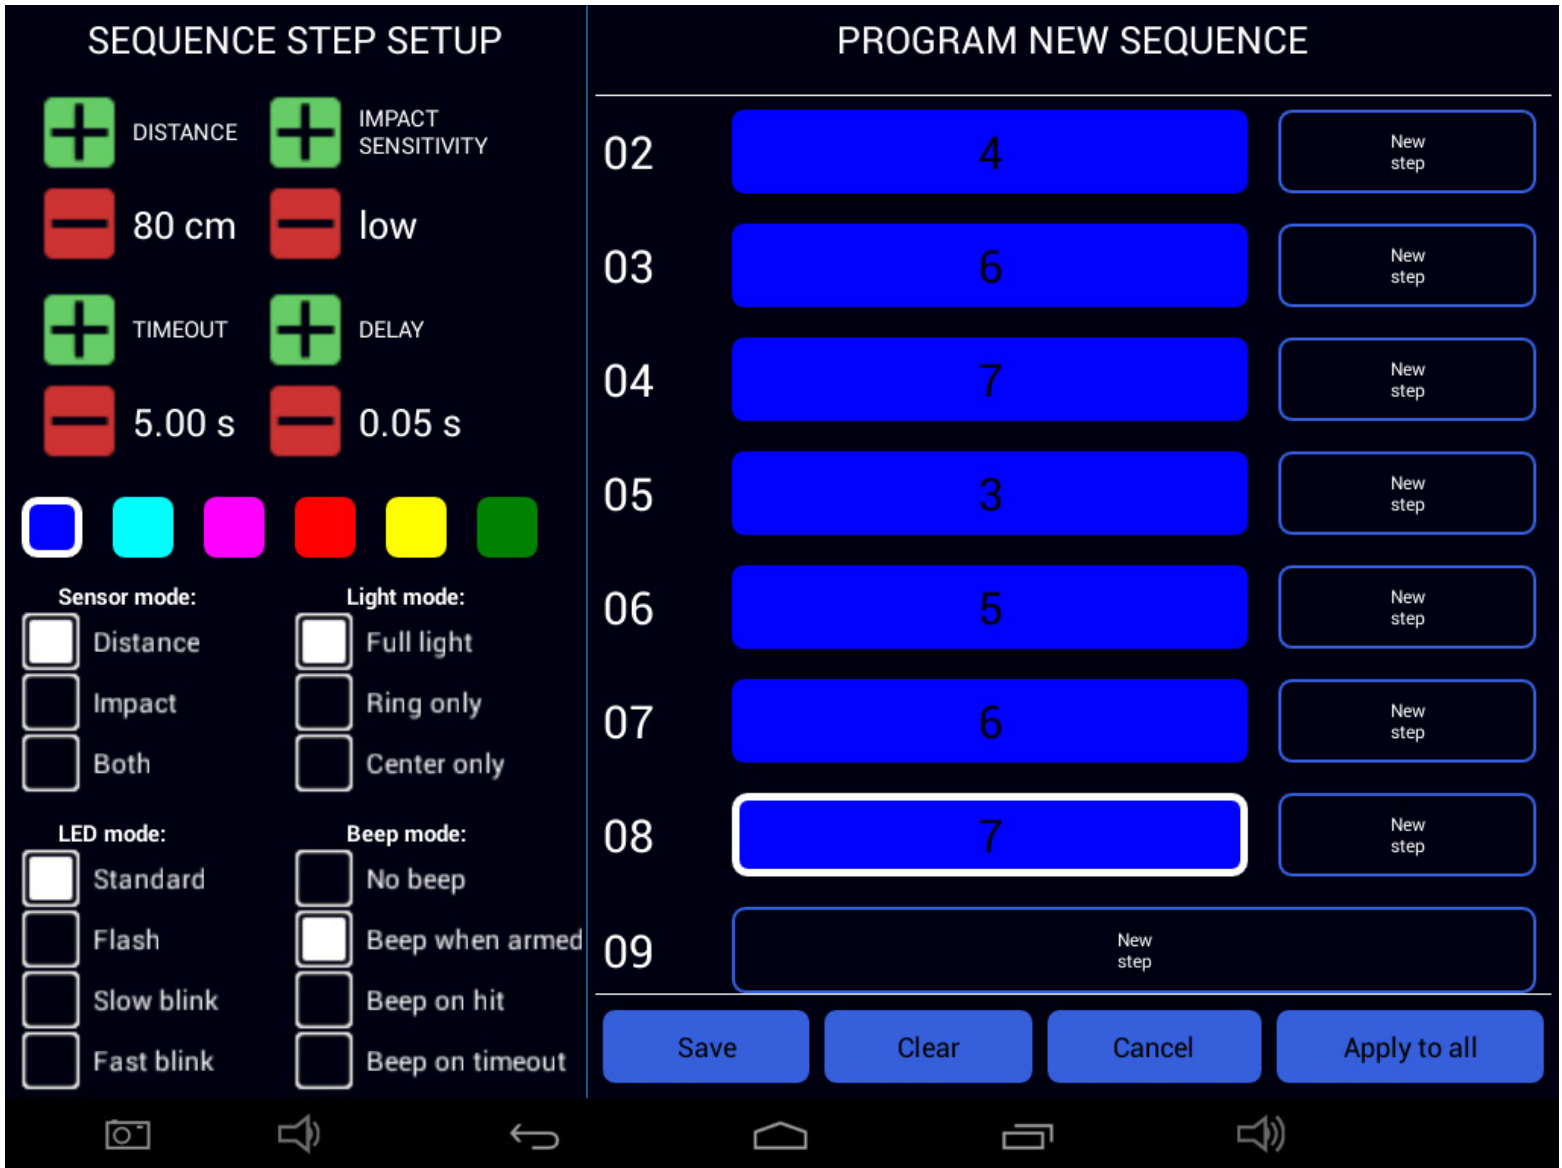 SEQUENCE STEP SETUP
DISTANCE
IMPACT
SENSITIVITY
80 cm
low
TIMEOUT
DELAY
5.00 s
0.05 s
Sensor mode:
Distance
Impact
Both
Light mode:
Full light
Ring only
Center only
LED mode:
Standard
Flash
Slow blink
Fast blink
Beep mode:
No beep
Beep when armed
Beep on hit
Beep on timeout
PROGRAM NEW SEQUENCE
02
4
New
step
03
6
New
step
04
7
New
step
05
3
New
step
06
5
New
step
07
6
New
step
08
7
New
step
09
New
step
Save
Clear
Cancel
Apply to all